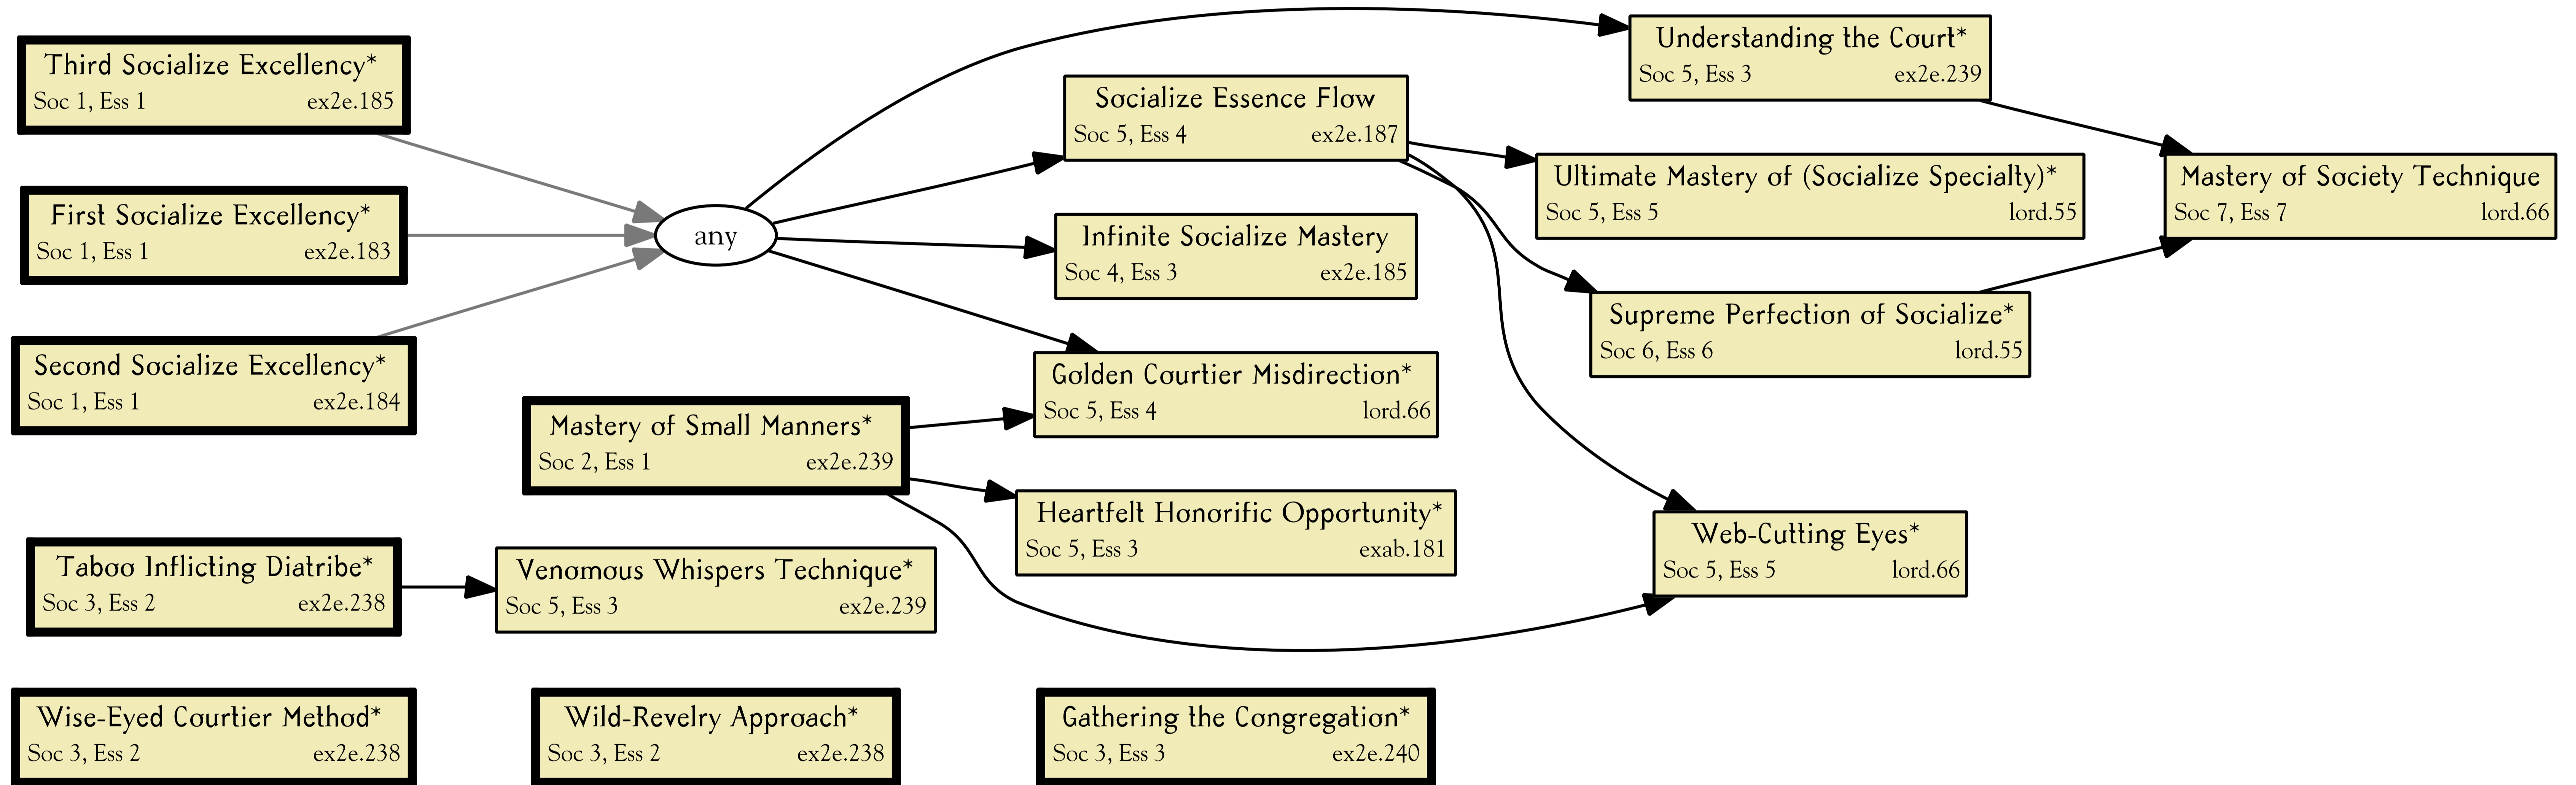 Third Socialize Excellency*
Soc 1, Ess 1 ex2e.185
First Socialize Excellency*
Soc 1, Ess 1 ex2e.183
Second Socialize Excellency*
Soc 1, Ess 1 ex2e.184
any
Mastery of Small Manners*
Soc 2, Ess 1 ex2e.239
Taboo Inflicting Diatribe*
Soc 3, Ess 2 ex2e.238
Venomous Whispers Technique*
Soc 5, Ess 3 ex2e.239
Wise-Eyed Courtier Method*
Soc 3, Ess 2 ex2e.238
Wild-Revelry Approach*
Soc 3, Ess 2 ex2e.238
Gathering the Congregation*
Soc 3, Ess 3 ex2e.240
Socialize Essence Flow
Soc 5, Ess 4 ex2e.187
Infinite Socialize Mastery
Soc 4, Ess 3 ex2e.185
Golden Courtier Misdirection*
Soc 5, Ess 4 lord.66
Heartfelt Honorific Opportunity*
Soc 5, Ess 3 exab.181
Understanding the Court*
Soc 5, Ess 3 ex2e.239
Ultimate Mastery of (Socialize Specialty)*
Soc 5, Ess 5 lord.55
Supreme Perfection of Socialize*
Soc 6, Ess 6 lord.55
Web-Cutting Eyes*
Soc 5, Ess 5 lord.66
Mastery of Society Technique
Soc 7, Ess 7 lord.66